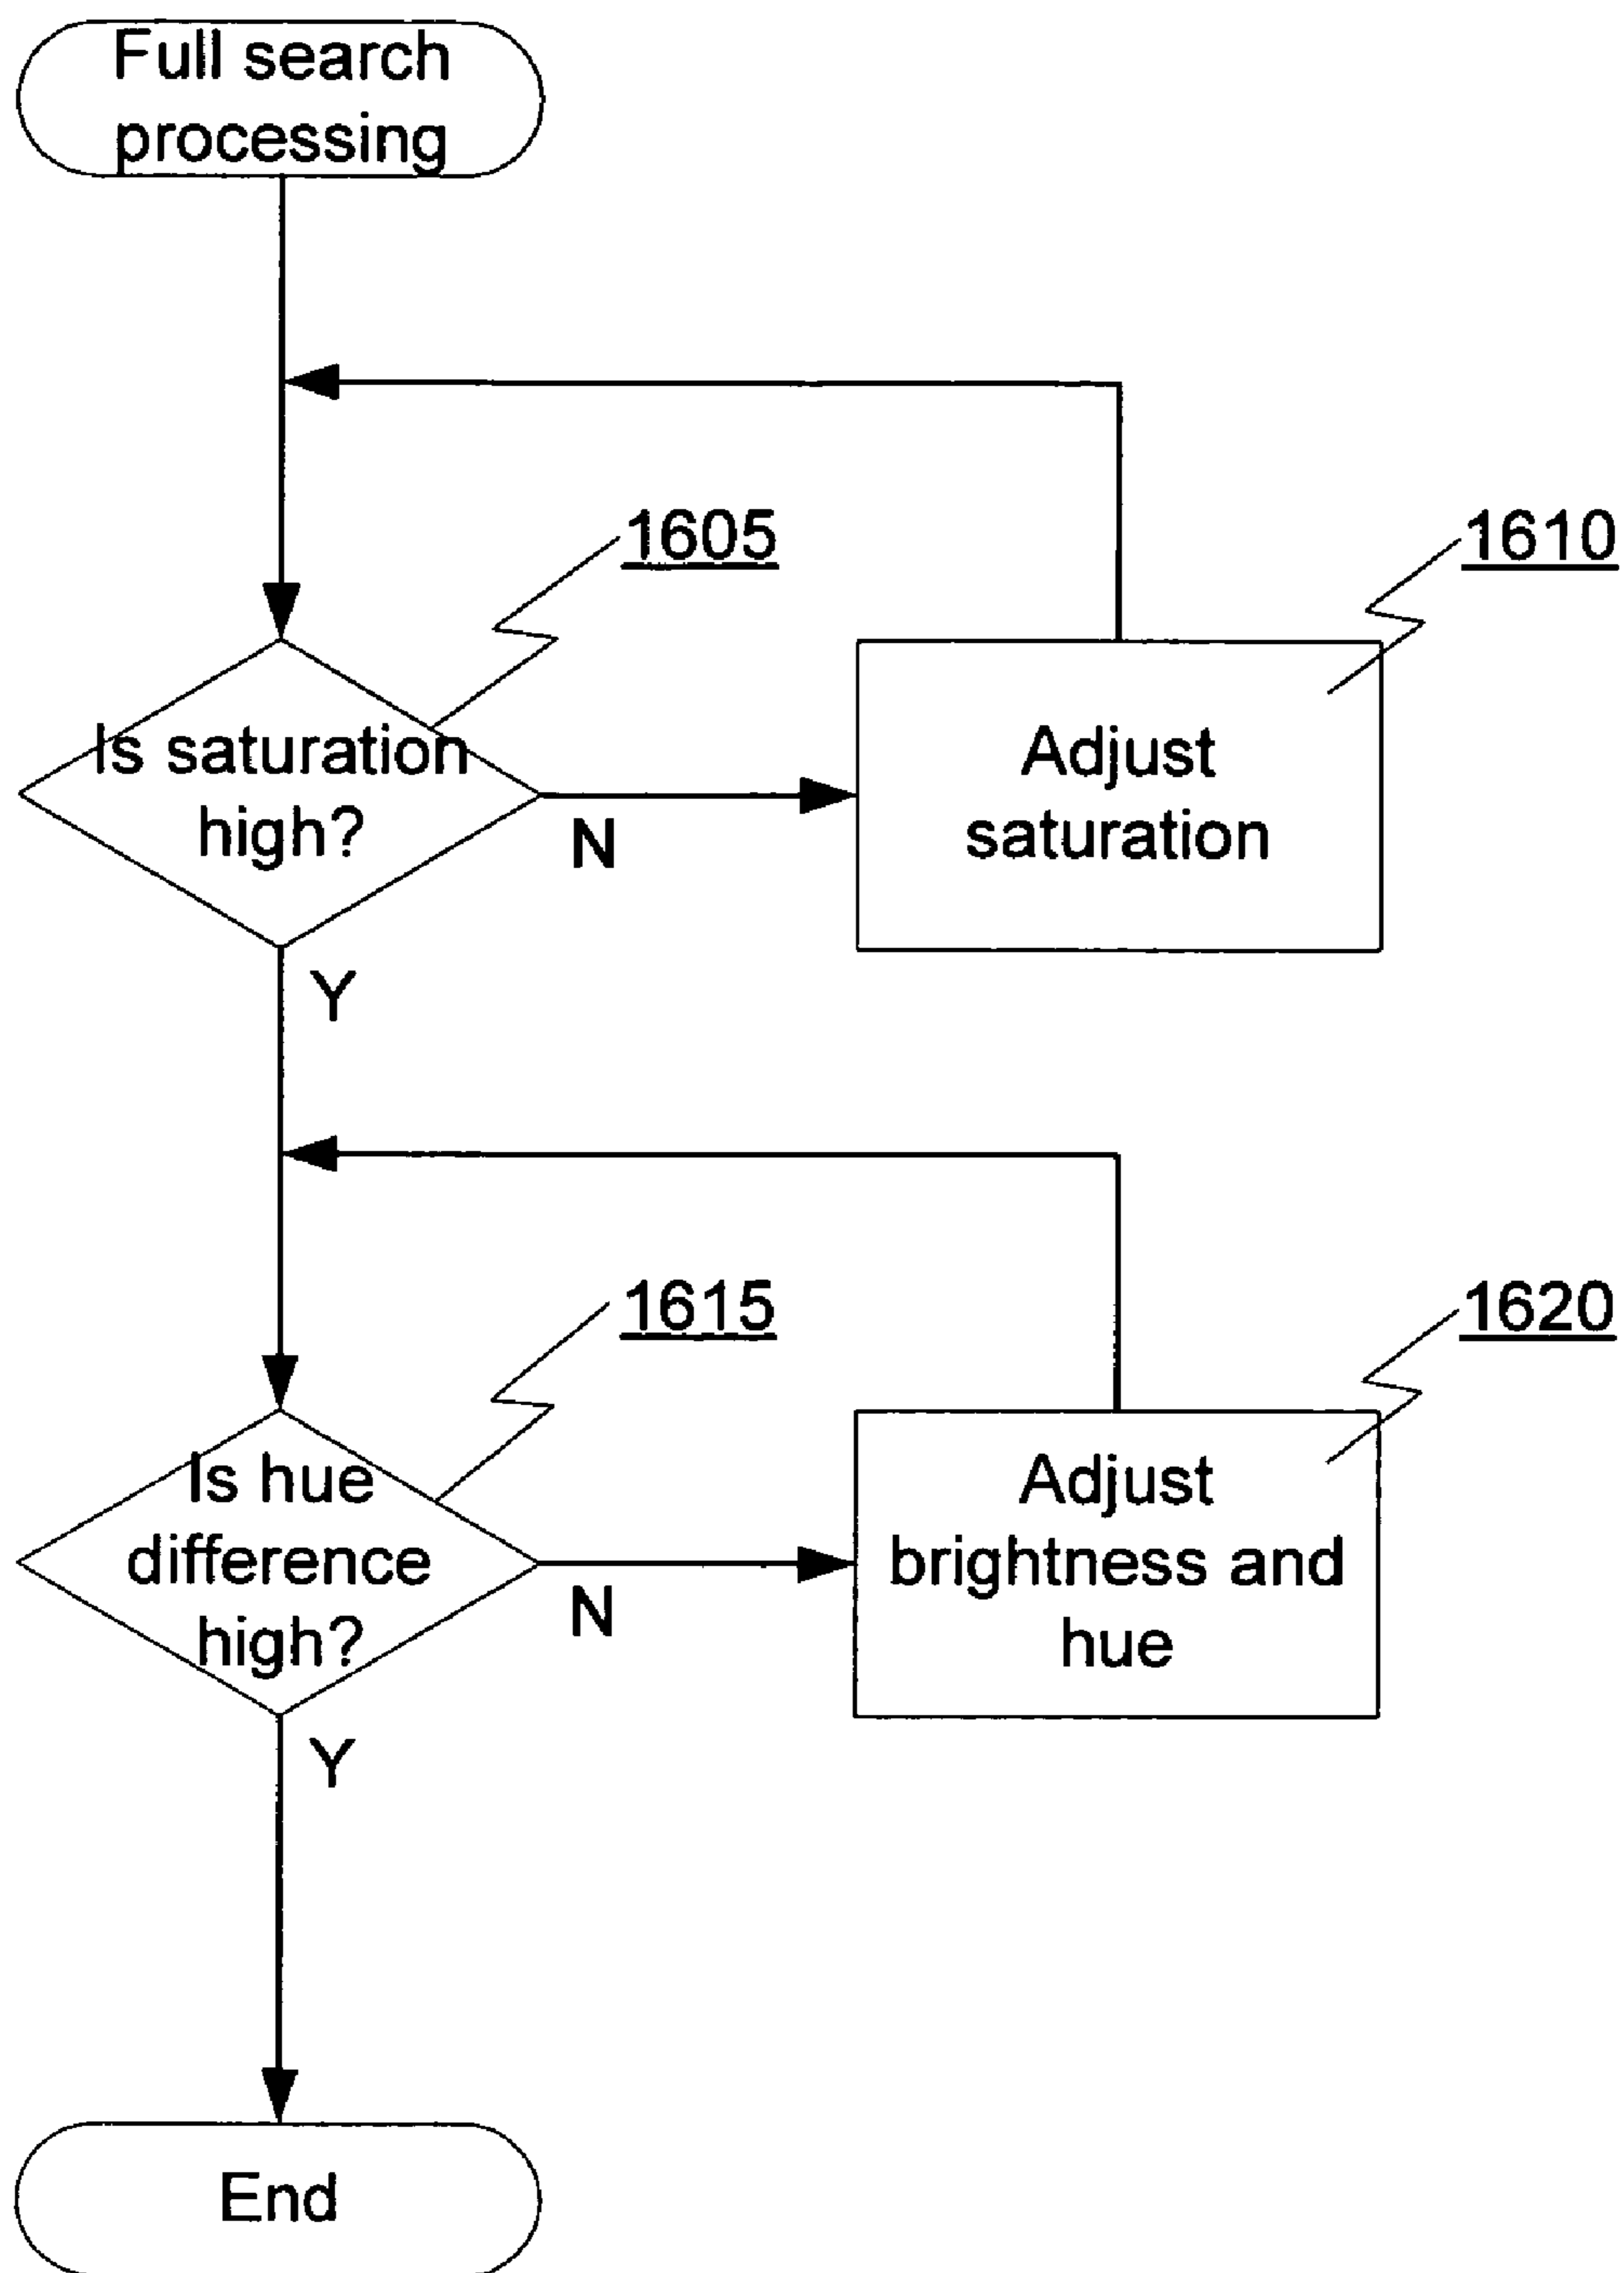 Full search
processing
1605
1610
Is saturation
high?
N
Adjust
saturation
Y
1615
1620
Is hue
difference
high?
N
Adjust
brightness and
hue
Y
End